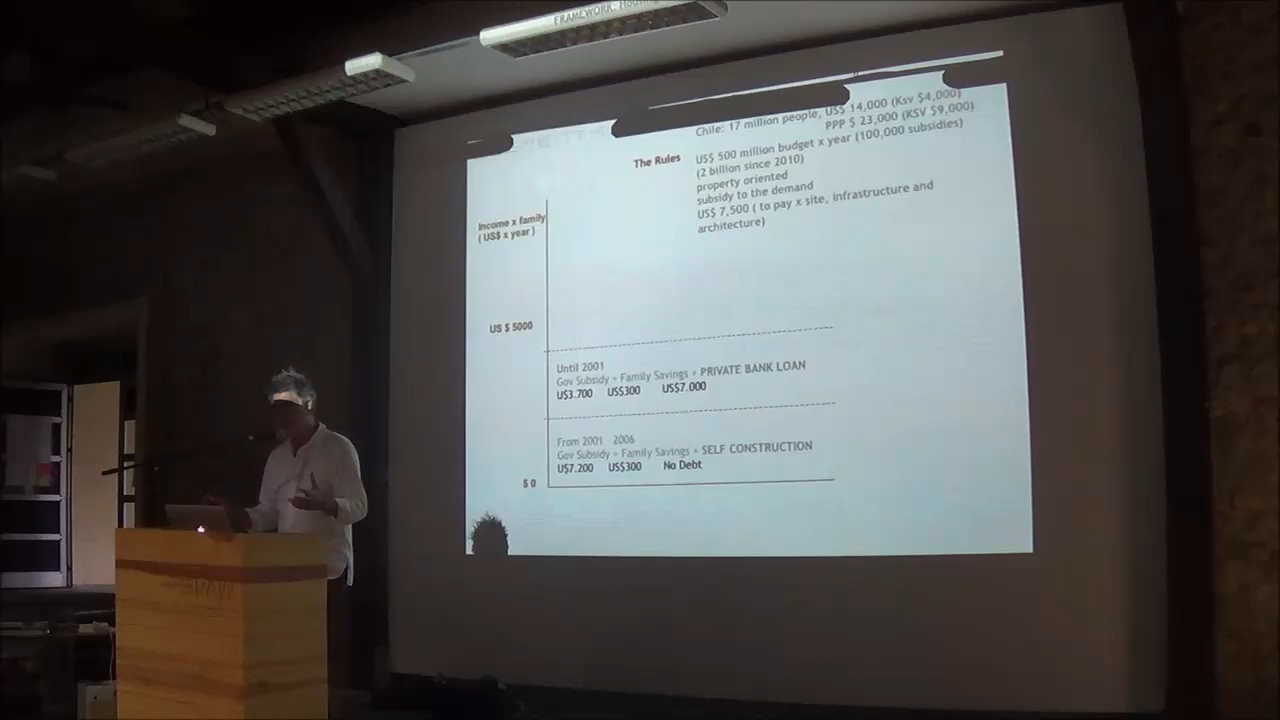 FRAMEWORK: Housing
Chile: 17 million people, US$ 14,000 (Ksv $4,000)
PPP $ 23,000 (KSV $9,000)
The Rules
US$ 500 million budget x year (100,000 subsidies)
(2 billion since 2010)
property oriented
subsidy to the demand
US$ 7,500 ( to pay x site, infrastructure and
architecture)
Income x family
( US$ x year )
US $ 5000
Until 2001
Gov Subsidy + Family Savings + PRIVATE BANK LOAN
U$3.700 US$300 US$7.000
From 2001 - 2006
Gov Subsidy + Family Savings + SELF CONSTRUCTION
U$7.200 US$300 No Debt
$ 0